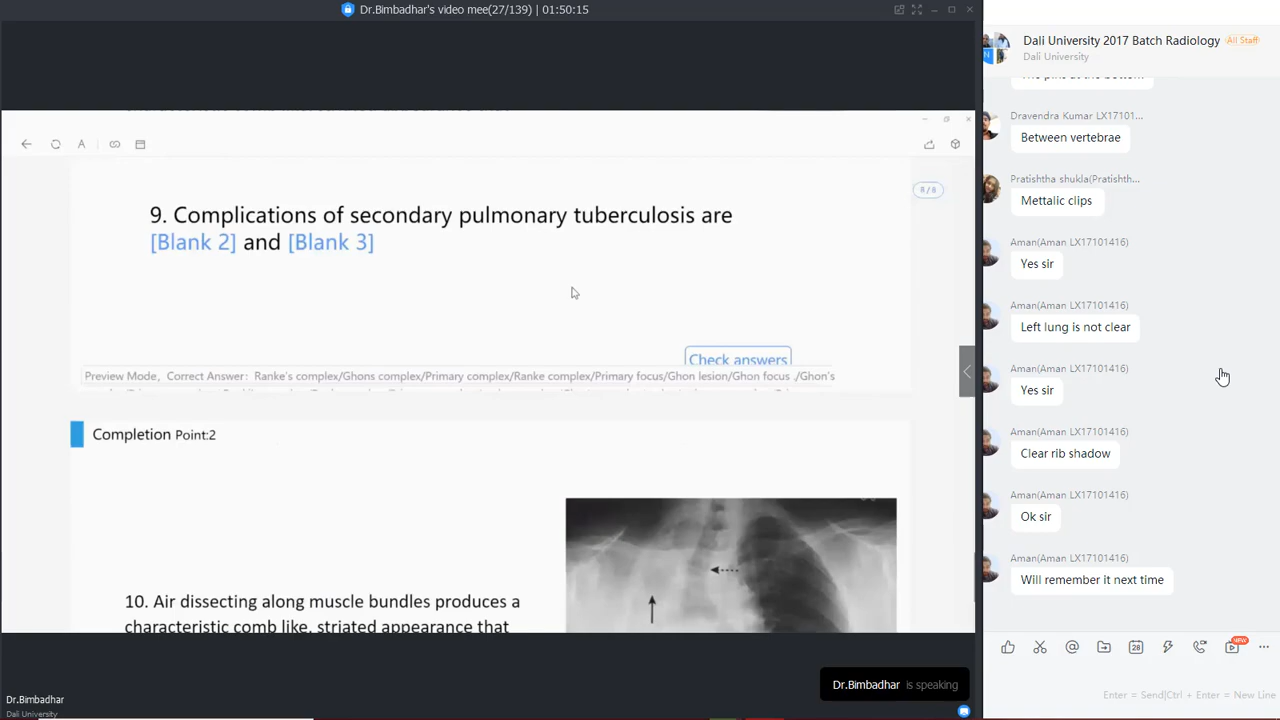 Dr.Bimbadhar's video mee(27/139) | 01:50:15
8/8
9. Complications of secondary pulmonary tuberculosis are
[Blank 2] and [Blank 3]
Check answers
Preview Mode, Correct Answer: Ranke's complex/Ghons complex/Primary complex/Ranke complex/Primary focus/Ghon lesion/Ghon focus ./Ghon's
Completion Point:2
10. Air dissecting along muscle bundles produces a
characteristic comb like, striated appearance that
Dr.Bimbadhar is speaking
Dr.Bimbadhar
Dali University
Dali University 2017 Batch Radiology All Staff
Dali University
Dravendra Kumar LX17101...
Between vertebrae
Pratishtha shukla(Pratishth...
Mettalic clips
Aman(Aman LX17101416)
Yes sir
Aman(Aman LX17101416)
Left lung is not clear
Aman(Aman LX17101416)
Yes sir
Aman(Aman LX17101416)
Clear rib shadow
Aman(Aman LX17101416)
Ok sir
Aman(Aman LX17101416)
Will remember it next time
28
NEW
Enter = Send|Ctrl + Enter = New Line